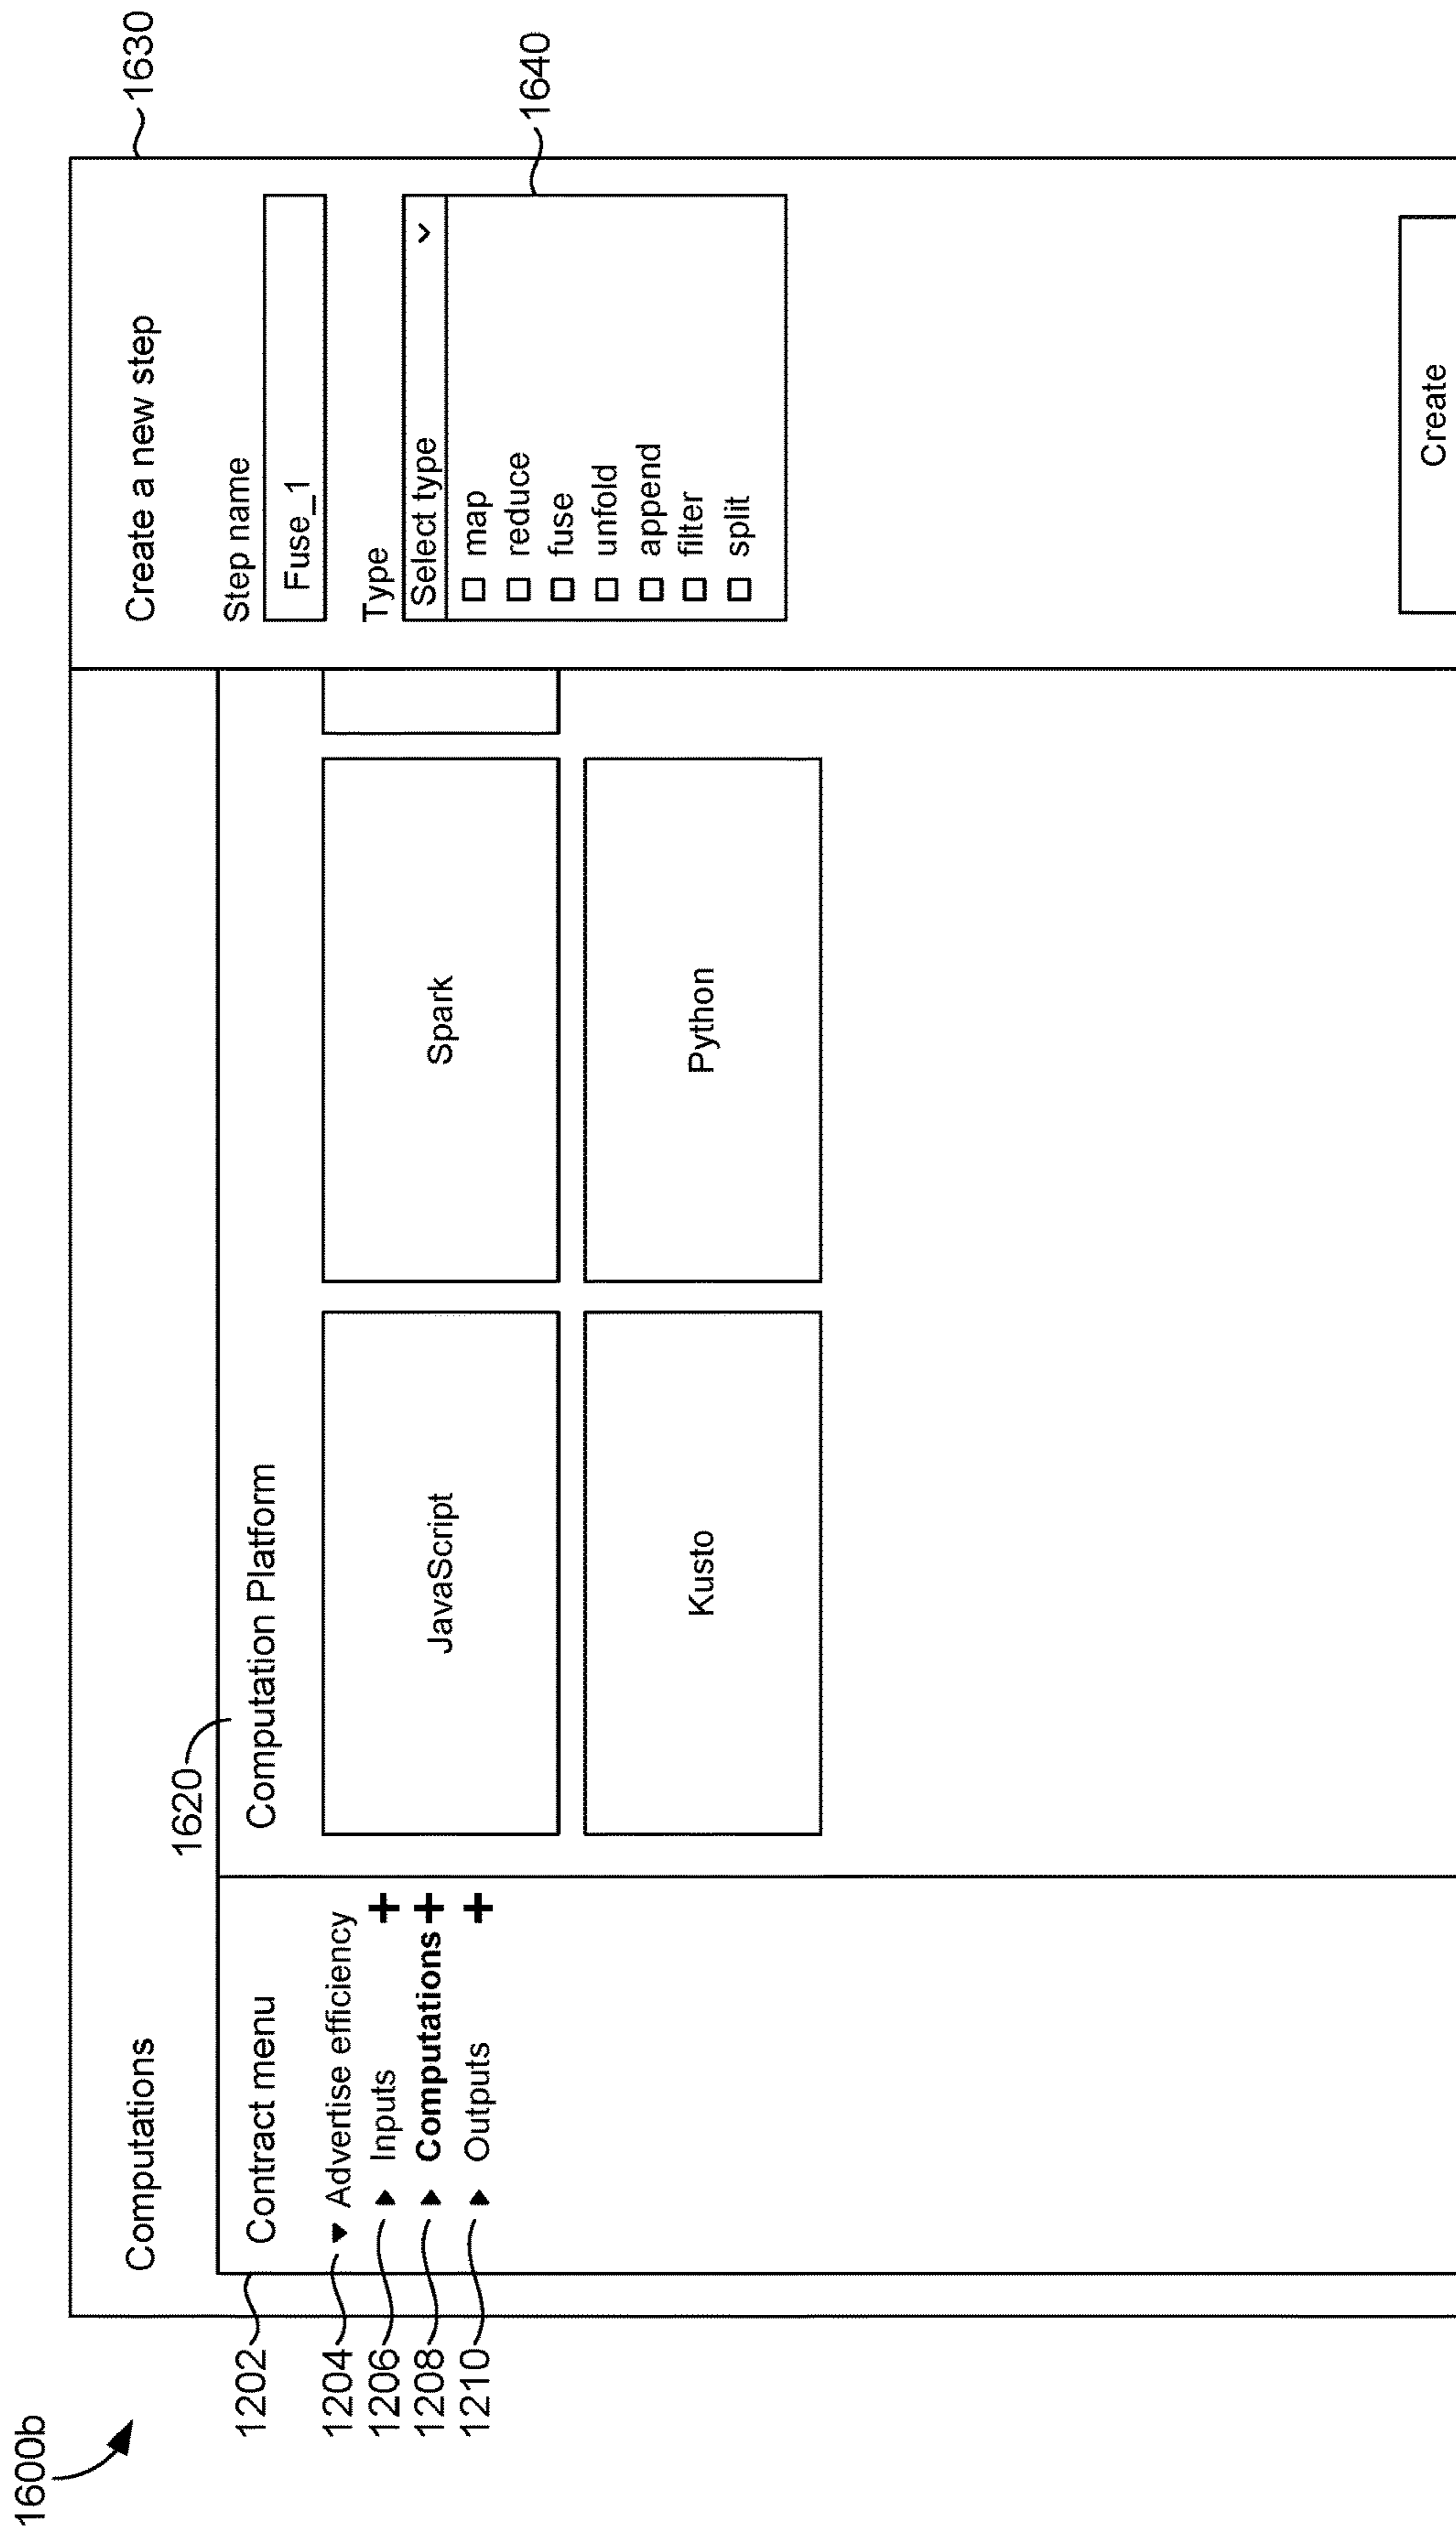 1600b
Computations
Create a new step
1630
1620
1202
Contract menu
1204
Advertise efficiency
1206
Inputs +
1208
Computations +
1210
Outputs +
Computation Platform
JavaScript
Spark
Kusto
Python
Step name
Fuse_1
Type
Select type
1640
map
reduce
fuse
unfold
append
filter
split
Create